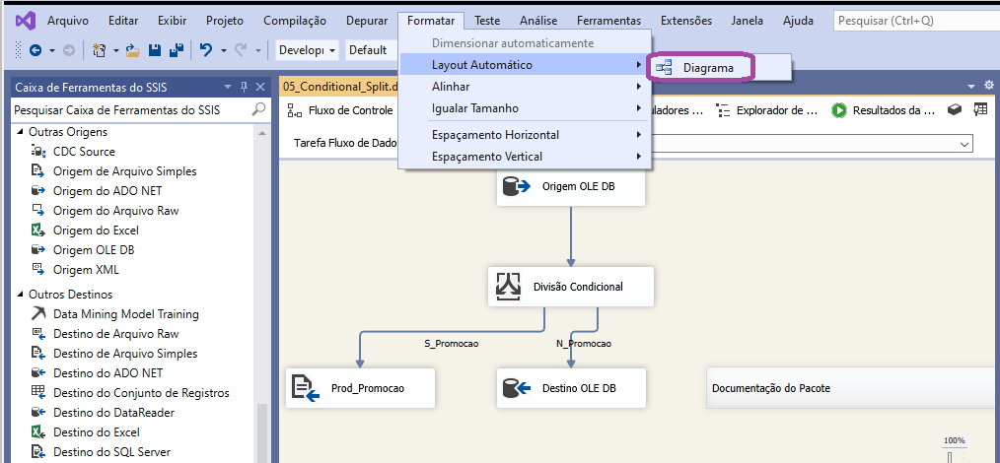 Arquivo Editar Exibir Projeto Compilação Depurar Formatar Teste Análise Ferramentas Extensões Janela Ajuda Pesquisar (Ctrl+Q)
Develop Default
Dimensionar automaticamente
Layout Automático
Diagrama
Alinhar
Igualar Tamanho
Espaçamento Horizontal
Espaçamento Vertical
Caixa de Ferramentas do SSIS
Pesquisar Caixa de Ferramentas do SSIS
Outras Origens
CDC Source
Origem de Arquivo Simples
Origem do ADO NET
Origem do Arquivo Raw
Origem do Excel
Origem OLE DB
Origem XML
Outros Destinos
Data Mining Model Training
Destino de Arquivo Raw
Destino de Arquivo Simples
Destino do ADO NET
Destino do Conjunto de Registros
Destino do DataReader
Destino do Excel
Destino do SQL Server
05_Conditional_Split.d
Fluxo de Controle
uladores ...
Explorador de ...
Resultados da ...
Tarefa Fluxo de Dado
Origem OLE DB
Divisão Condicional
S_Promocao
N_Promocao
Prod_Promocao
Destino OLE DB
Documentação do Pacote
100%